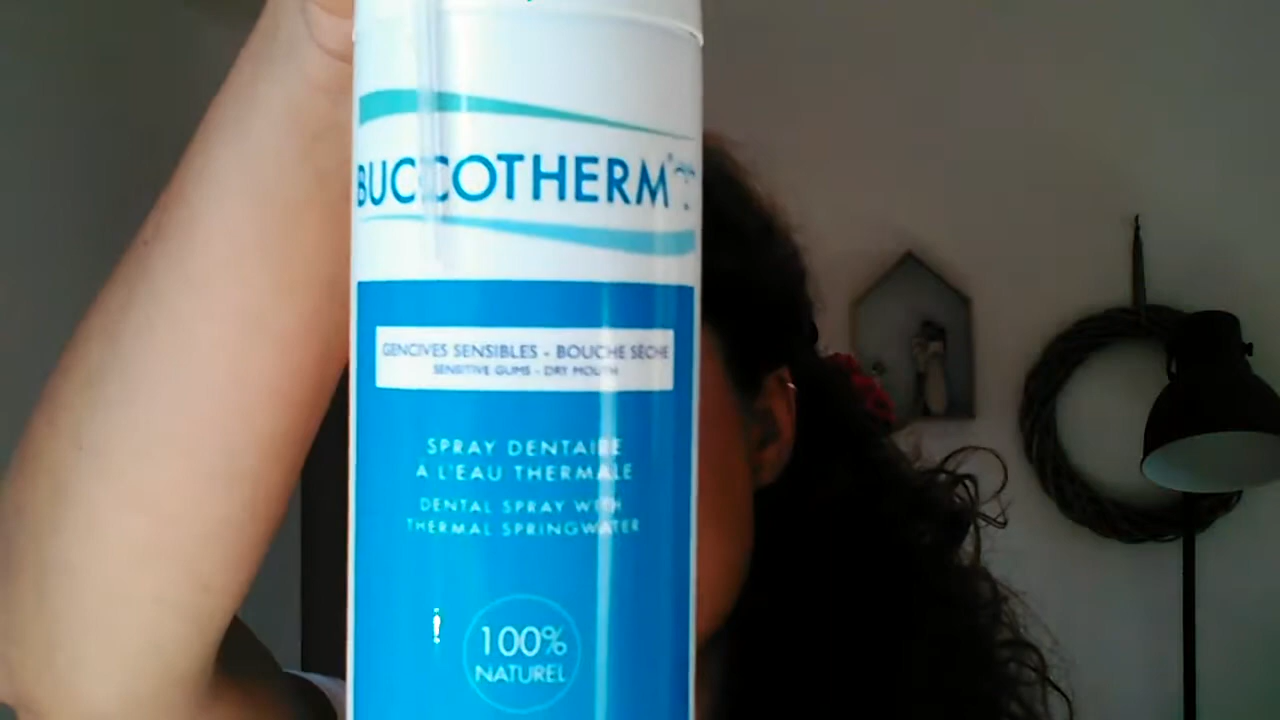 BUCCOTHERM®
GENCIVES SENSIBLES - BOUCHE SÈCHE
SENSITIVE GUMS - DRY MOUTH
SPRAY DENTAIRE
A L'EAU THERMALE
DENTAL SPRAY WITH
THERMAL SPRINGWATER
100%
NATUREL